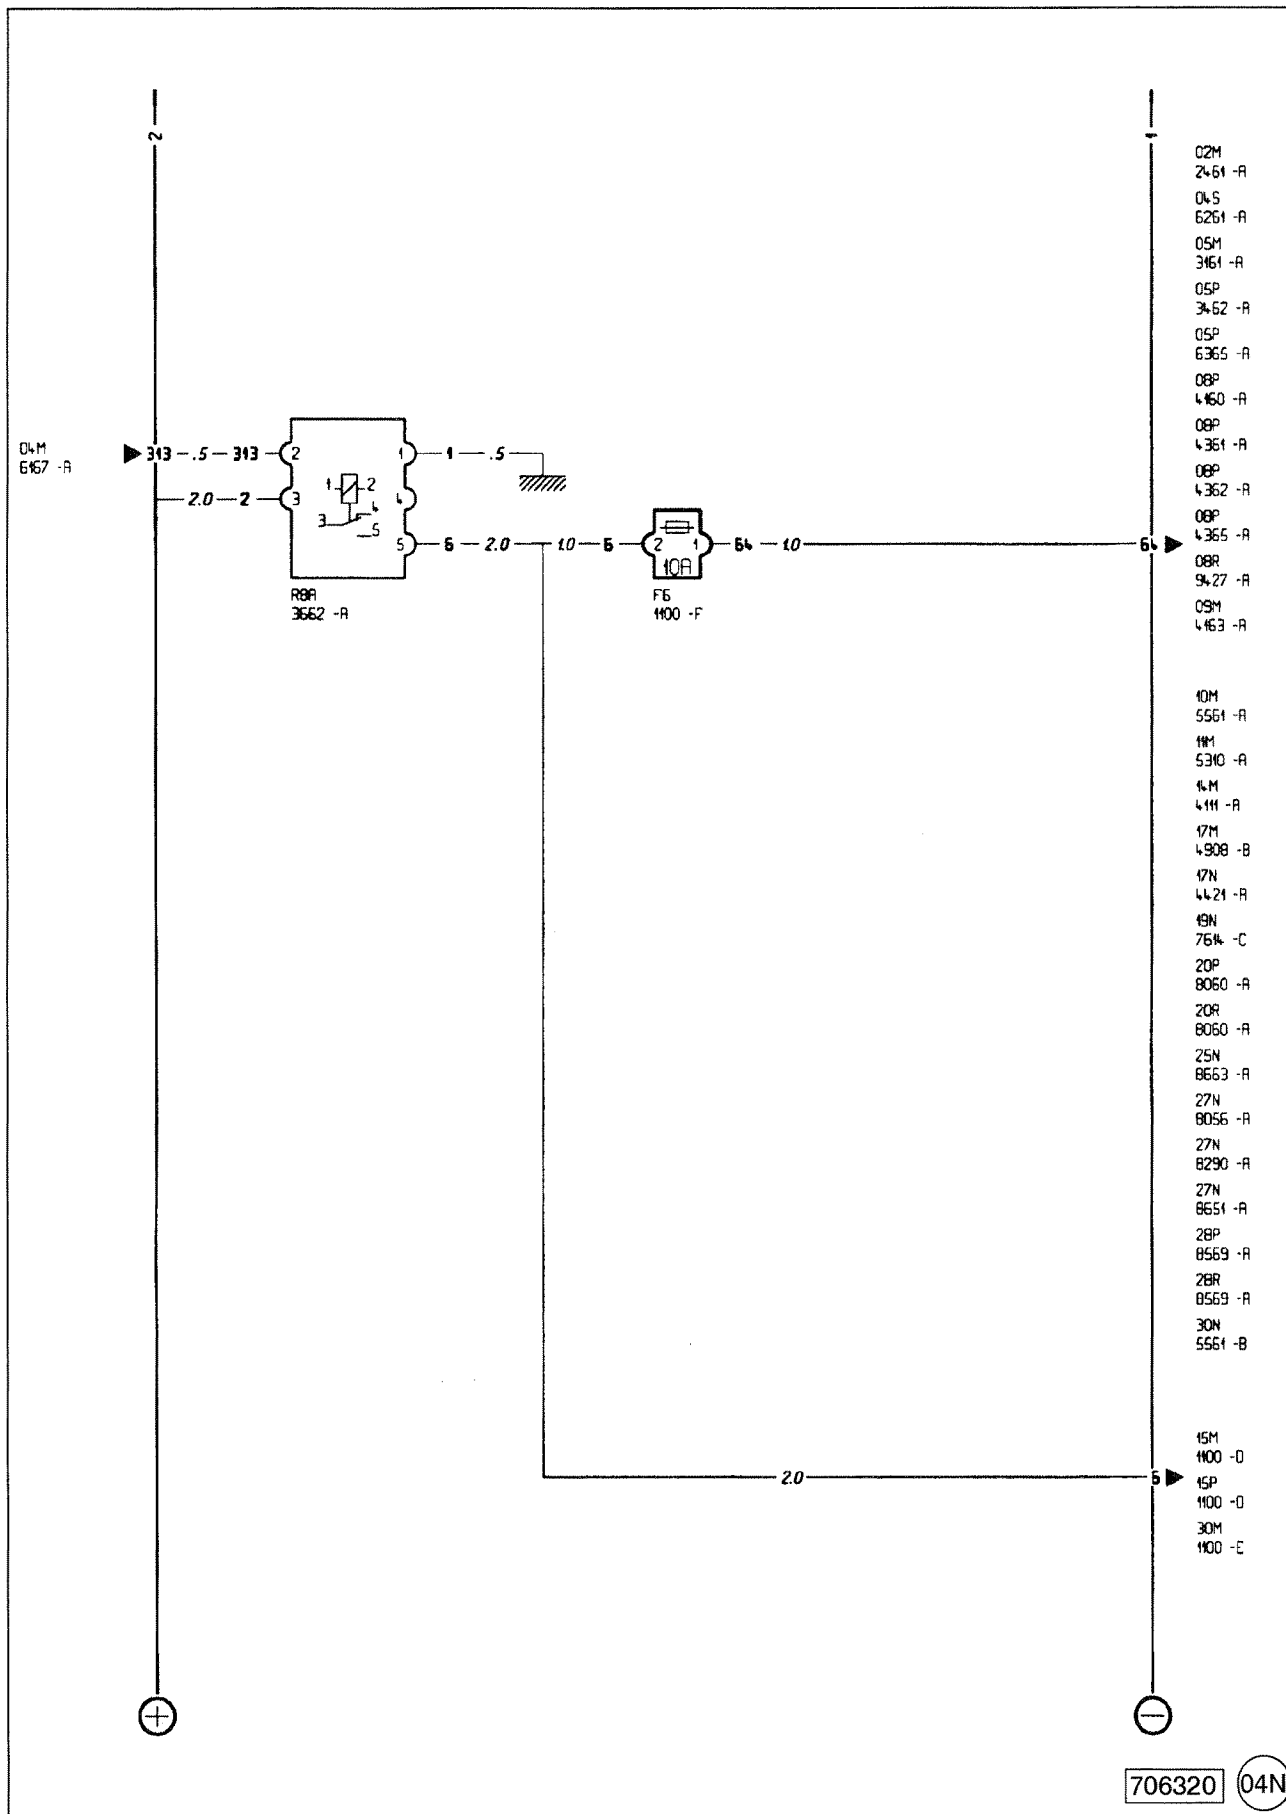 2
1
02M
2461 -A
04S
6261 -A
05M
3161 -A
05P
3462 -A
05P
6365 -A
08P
4160 -A
08P
4361 -A
08P
4362 -A
08P
4365 -A
08R
9427 -A
09M
4163 -A
04M
6167 -A
313 .5 313 2
2.0 2 3
1 2
3 4
5
1 1 .5
4
5 6 2.0 1.0 6 2 1 64 1.0 64
10A
R8A
3662 -A
F6
1100 -F
10M
5561 -A
11M
5310 -A
14M
4111 -A
17M
4908 -B
17N
4421 -A
19N
7614 -C
20P
8060 -A
20R
8060 -A
25N
8663 -A
27N
8056 -A
27N
8290 -A
27N
8651 -A
28P
8569 -A
28R
8569 -A
30N
5561 -B
2.0 6
15M
1100 -D
15P
1100 -D
30M
1100 -E
+
−
706320 04N